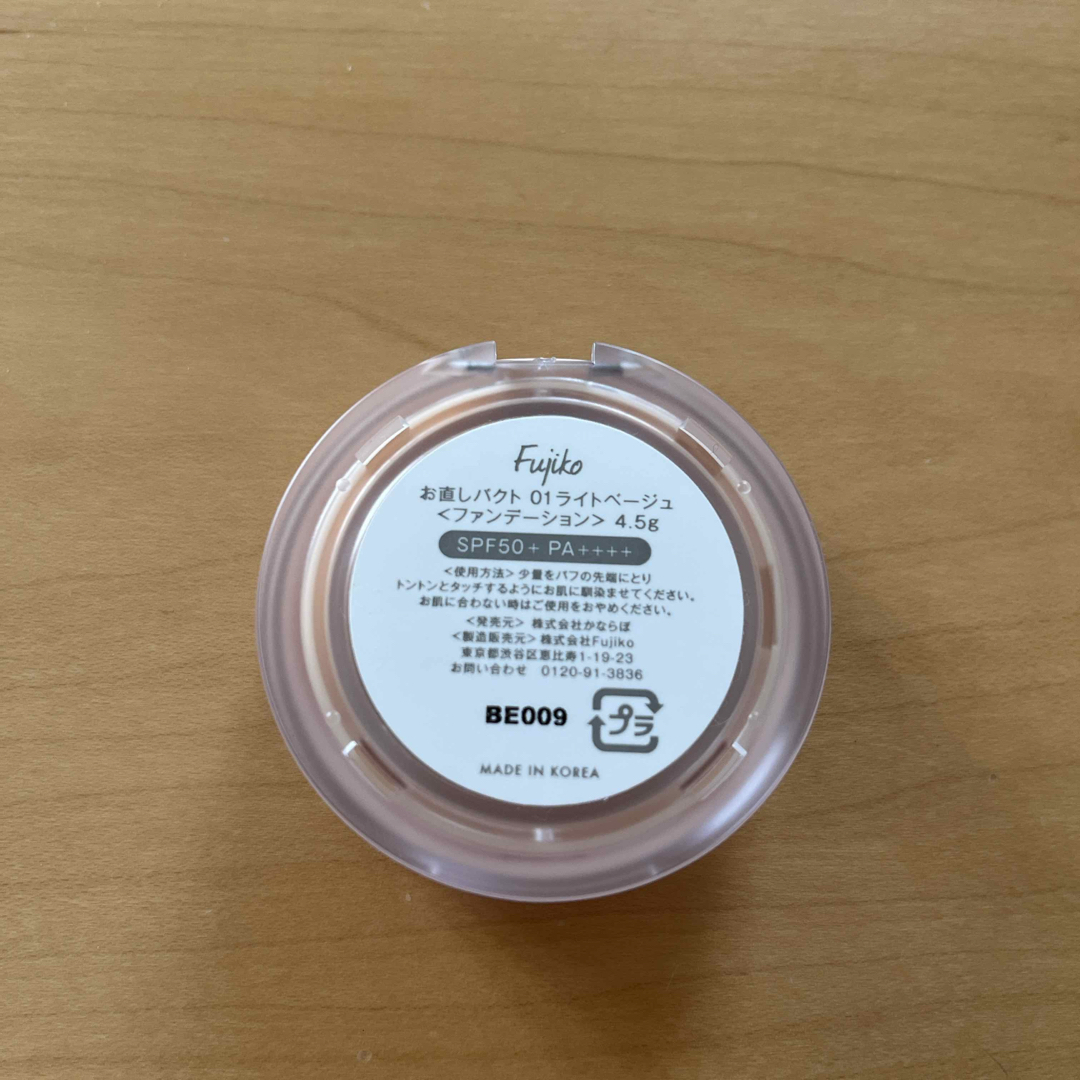 Fujiko
お直しパクト 01ライトベージュ
<ファンデーション> 4.5g
SPF50+ PA++++
<使用方法>少量をパフの先端にとり
トントンとタッチするようにお肌に馴染ませてください。
お肌に合わない時はご使用をおやめください。
<発売元> 株式会社かならぼ
<製造販売元>株式会社Fujiko
東京都渋谷区恵比寿1-19-23
お問い合わせ 0120-91-3836
BE009 プラ
MADE IN KOREA